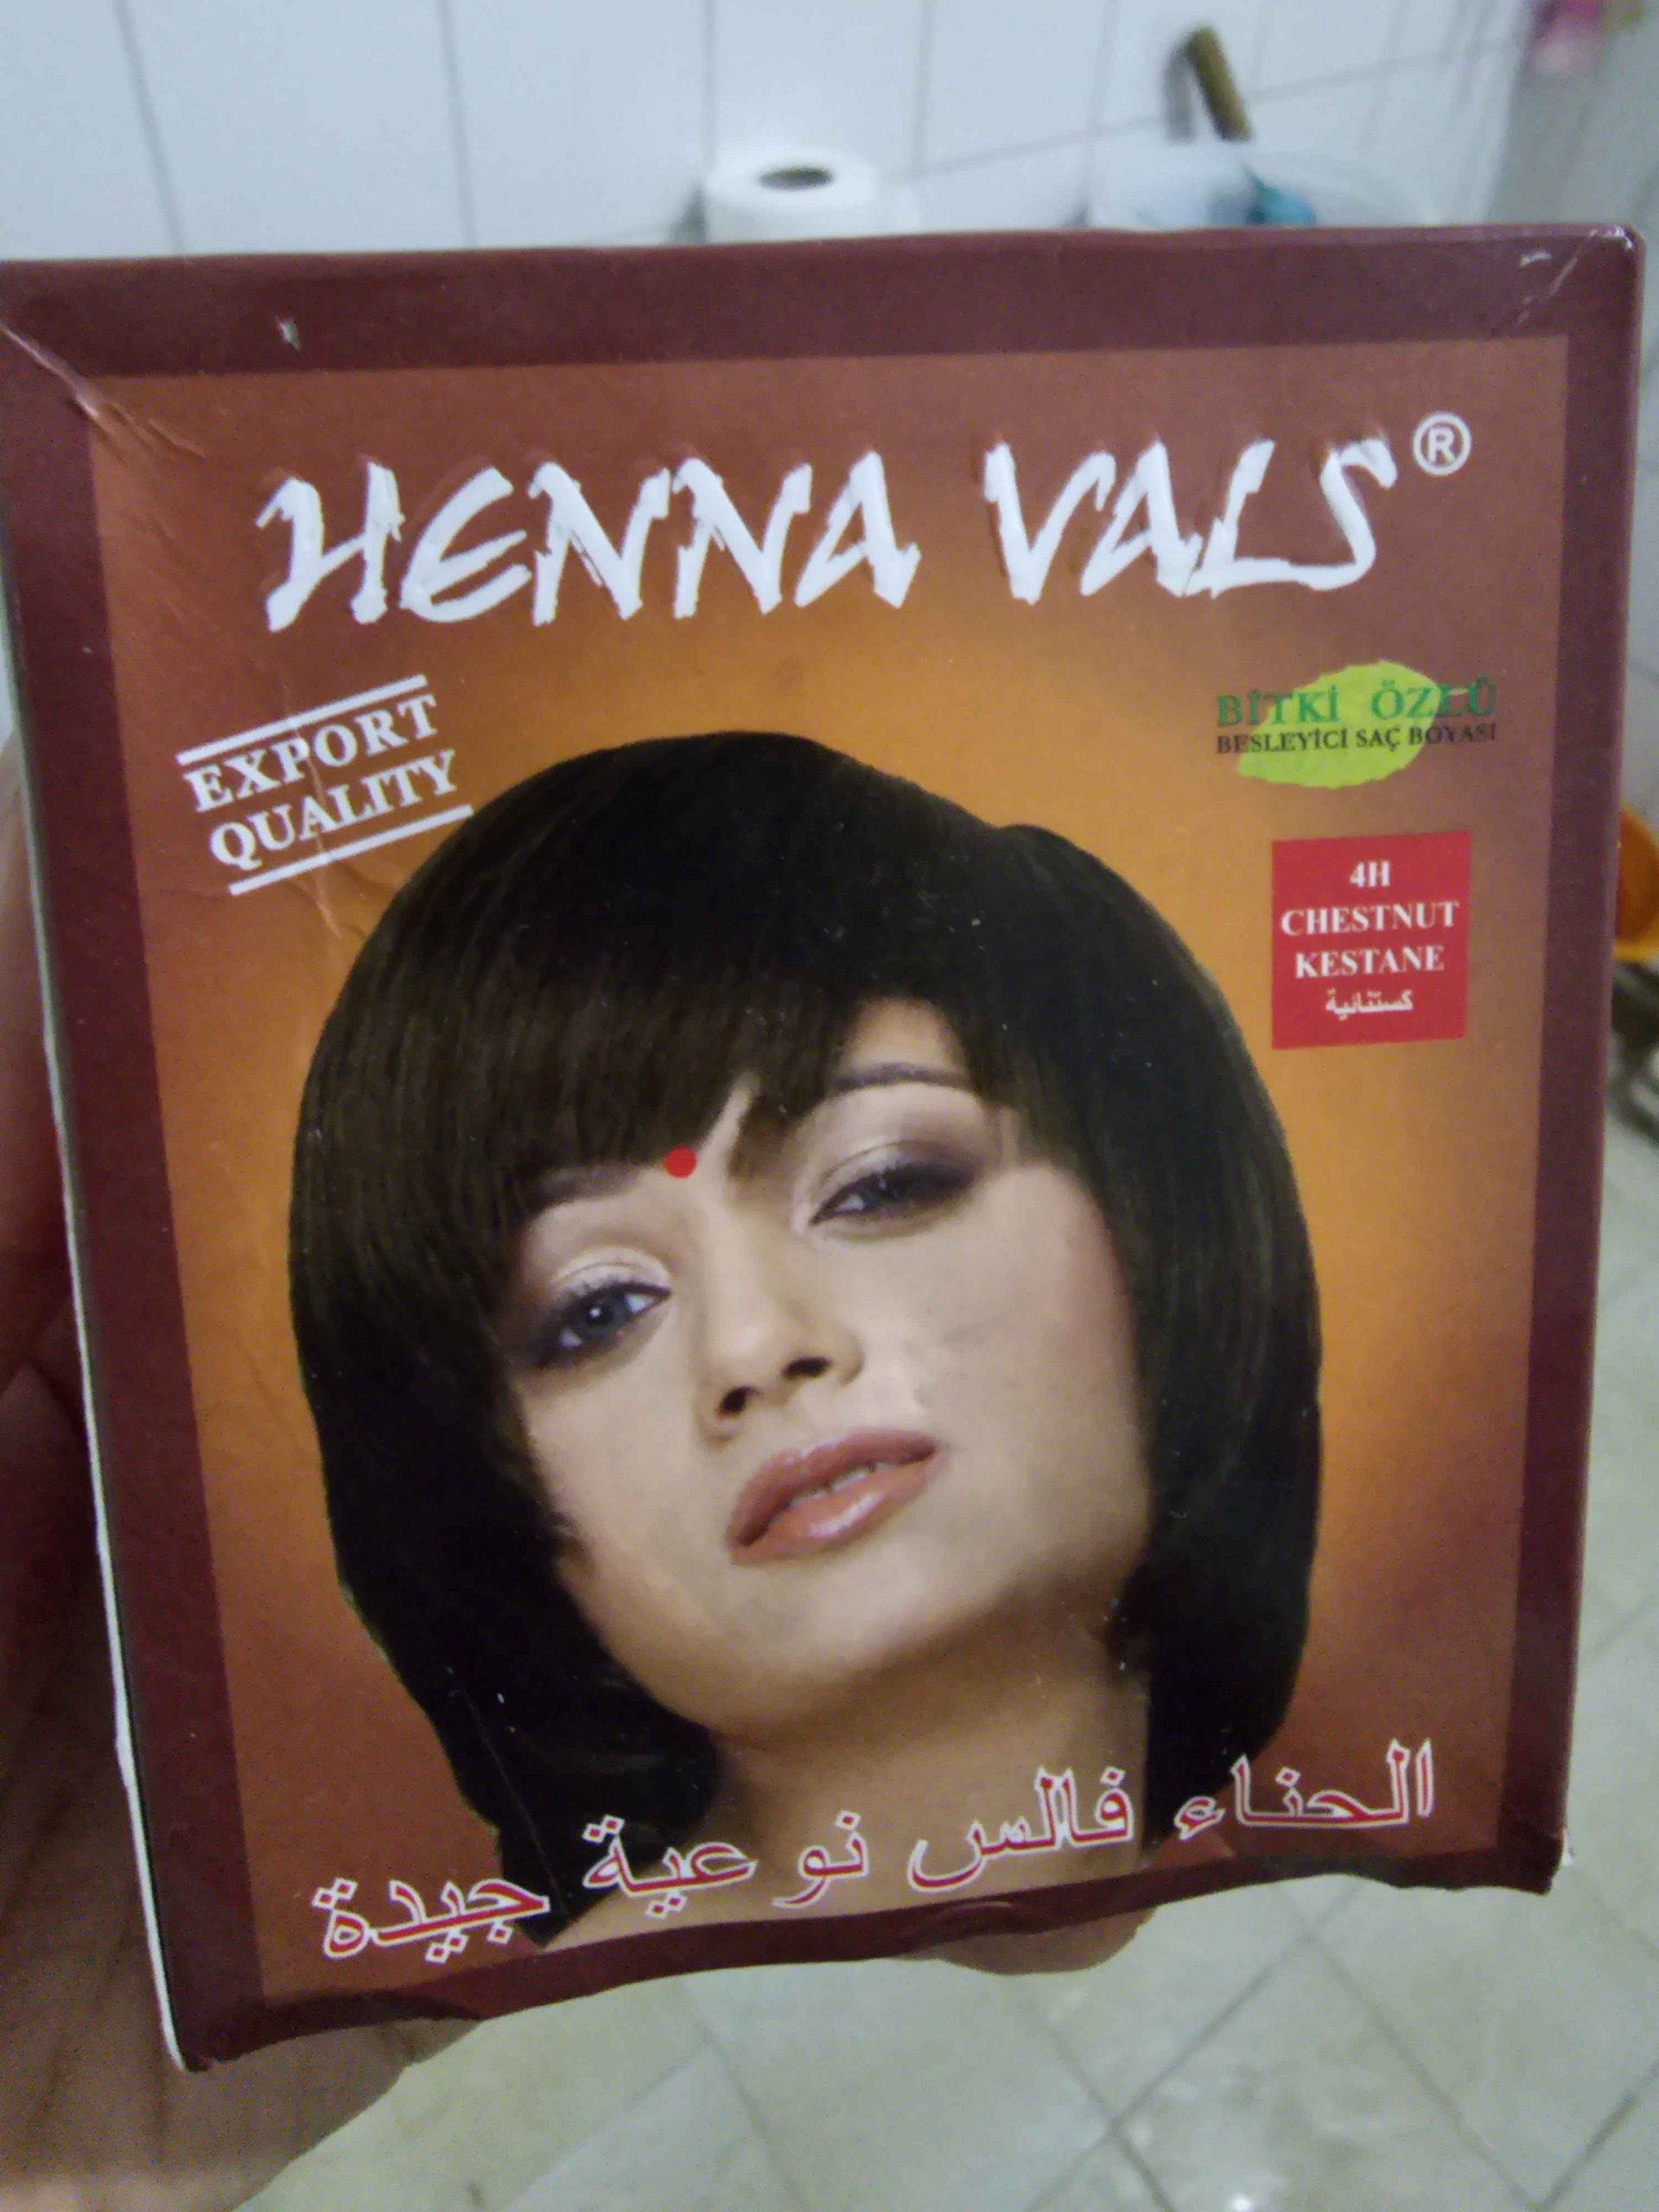 HENNA VALS®
EXPORT
QUALITY
BİTKİ ÖZLÜ
BESLEYİCİ SAÇ BOYASI
4H
CHESTNUT
KESTANE
كستنائية
الحناء فالس نوعية جيدة